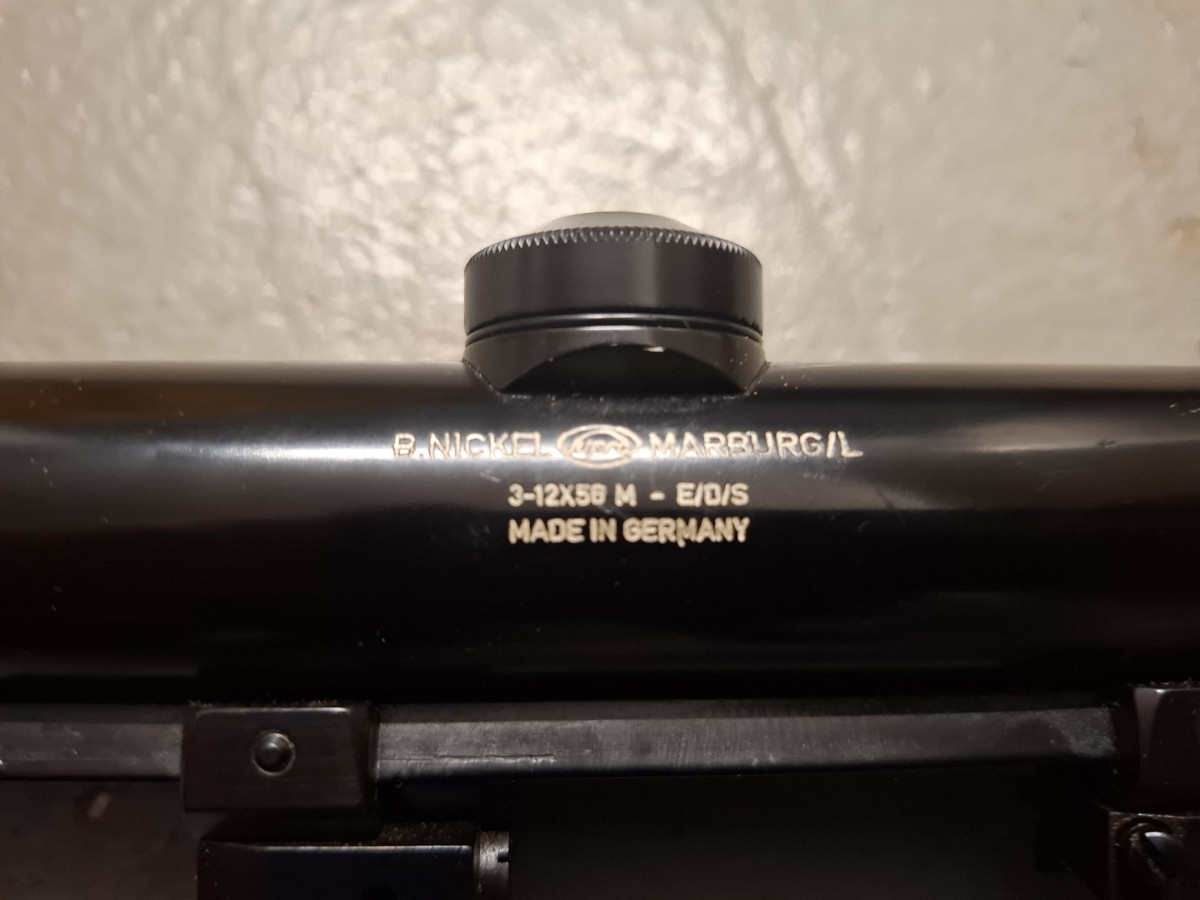 B.NICKEL MARBURG/L
3-12X56 M - E/D/S
MADE IN GERMANY